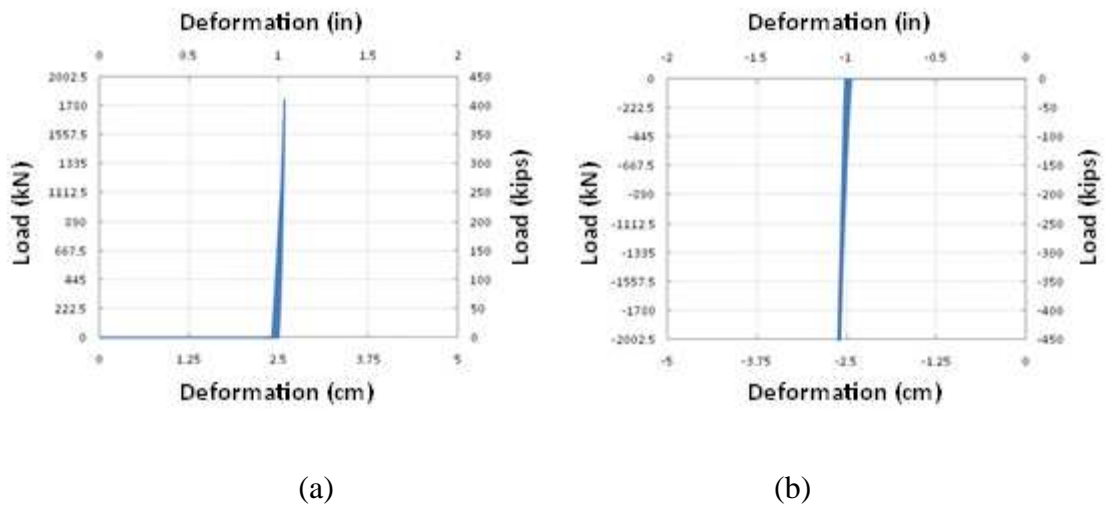 Deformation (in)
0 0.5 1 1.5 2
Load (kN)
2002.5
1780
1557.5
1335
1112.5
890
667.5
445
222.5
0
450
400
350
300
250
200
150
100
50
0
Load (kips)
0 1.25 2.5 3.75 5
Deformation (cm)
(a)
Deformation (in)
-2 -1.5 -1 -0.5 0
Load (kN)
0
-222.5
-445
-667.5
-890
-1112.5
-1335
-1557.5
-1780
-2002.5
0
-50
-100
-150
-200
-250
-300
-350
-400
-450
Load (kips)
-5 -3.75 -2.5 -1.25 0
Deformation (cm)
(b)